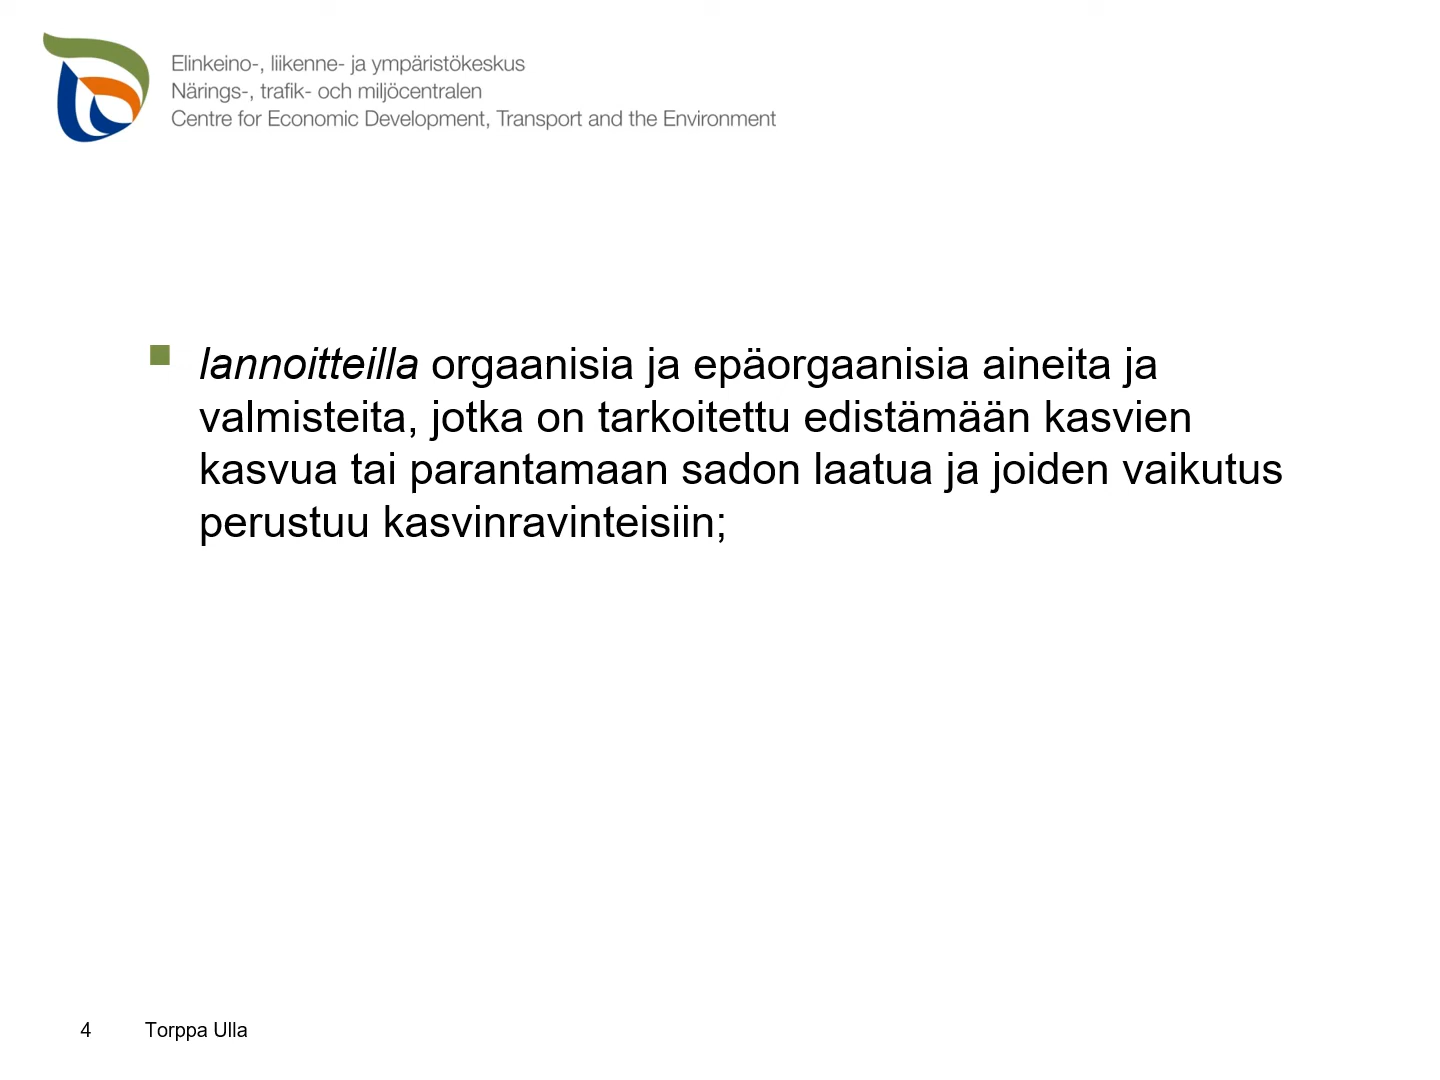 Elinkeino-, liikenne- ja ympäristökeskus
Närings-, trafik- och miljöcentralen
Centre for Economic Development, Transport and the Environment
lannoitteilla orgaanisia ja epäorgaanisia aineita ja
valmisteita, jotka on tarkoitettu edistämään kasvien
kasvua tai parantamaan sadon laatua ja joiden vaikutus
perustuu kasvinravinteisiin;
4 Torppa Ulla